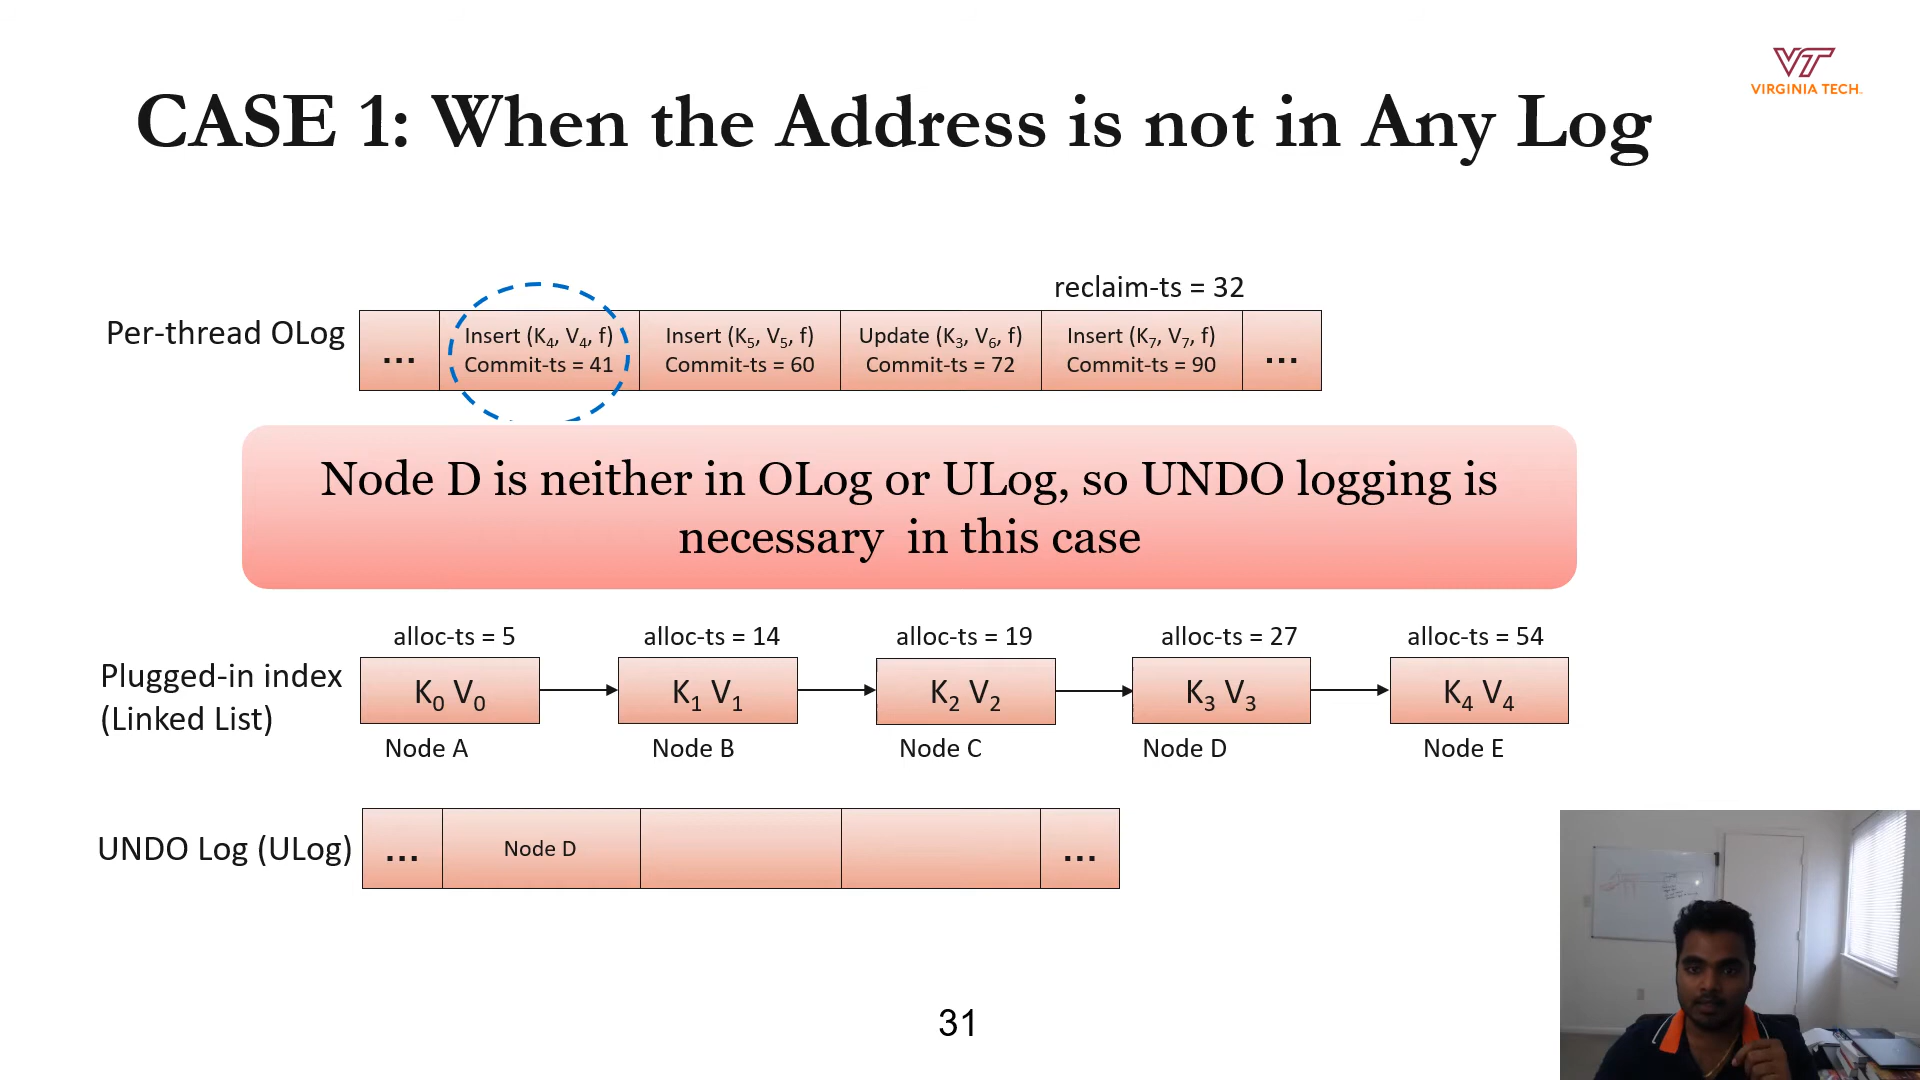 VIRGINIA TECH
CASE 1: When the Address is not in Any Log
reclaim-ts = 32
Per-thread OLog
...
Insert (K4, V4, f)
Commit-ts = 41
Insert (K5, V5, f)
Commit-ts = 60
Update (K3, V6, f)
Commit-ts = 72
Insert (K7, V7, f)
Commit-ts = 90
...
Node D is neither in OLog or ULog, so UNDO logging is
necessary in this case
alloc-ts = 5
alloc-ts = 14
alloc-ts = 19
alloc-ts = 27
alloc-ts = 54
Plugged-in index
(Linked List)
K0 V0
K1 V1
K2 V2
K3 V3
K4 V4
Node A
Node B
Node C
Node D
Node E
UNDO Log (ULog)
...
Node D
...
31